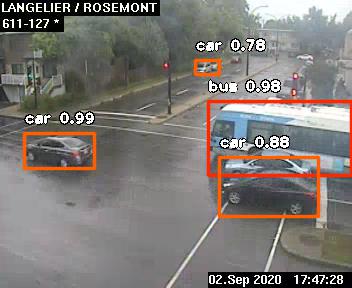 LANGELIER / ROSEMONT
611-127 *
car 0.78
bus 0.98
car 0.99
car 0.88
02.Sep 2020 17:47:28